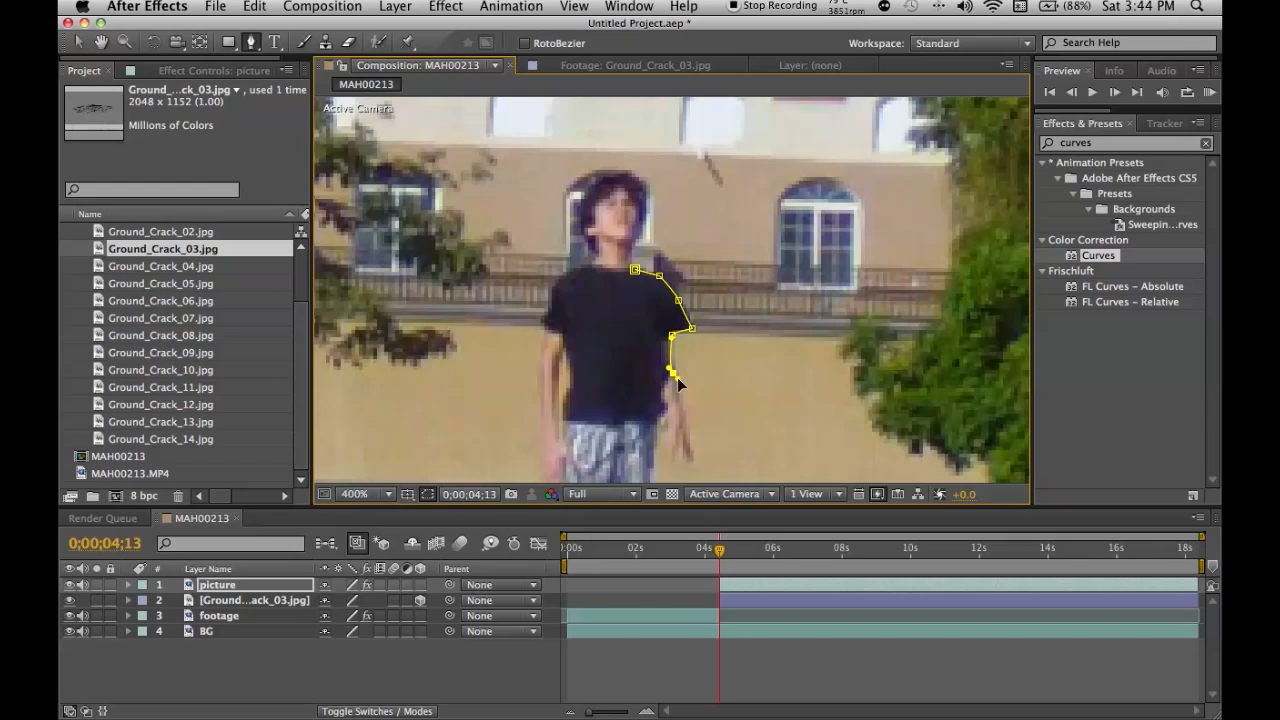 After Effects File Edit Composition Layer Effect Animation View Window Help Stop Recording 79°C 3851rpm (88%) Sat 3:44 PM
Untitled Project.aep *
RotoBezier Workspace: Standard Search Help
Project Effect Controls: picture Composition: MAH00213 Footage: Ground_Crack_03.jpg Layer: (none) Preview Info Audio
Ground_...ck_03.jpg , used 1 time
2048 x 1152 (1.00)
Millions of Colors
MAH00213
Active Camera
Effects & Presets Tracker
curves
* Animation Presets
Adobe After Effects CS5
Presets
Backgrounds
Sweepin...rves
Color Correction
Curves
Frischluft
FL Curves - Absolute
FL Curves - Relative
Name
Ground_Crack_02.jpg
Ground_Crack_03.jpg
Ground_Crack_04.jpg
Ground_Crack_05.jpg
Ground_Crack_06.jpg
Ground_Crack_07.jpg
Ground_Crack_08.jpg
Ground_Crack_09.jpg
Ground_Crack_10.jpg
Ground_Crack_11.jpg
Ground_Crack_12.jpg
Ground_Crack_13.jpg
Ground_Crack_14.jpg
MAH00213
MAH00213.MP4
8 bpc
400% 0;00;04;13 Full Active Camera 1 View +0.0
Render Queue MAH00213
0;00;04;13
:00s 02s 04s 06s 08s 10s 12s 14s 16s 18s
# Layer Name fx Parent
1 picture fx None
2 [Ground...ack_03.jpg] None
3 footage fx None
4 BG None
Toggle Switches / Modes